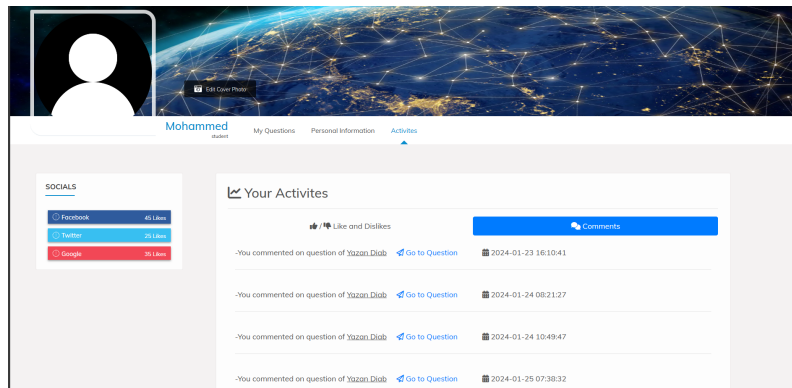 Edit Cover Photo
Mohammed
student
My Questions Personal Information Activites
SOCIALS
Facebook 45 Likes
Twitter 25 Likes
Google 35 Likes
Your Activites
/ Like and Dislikes
Comments
-You commented on question of Yazan Diab Go to Question 2024-01-23 16:10:41
-You commented on question of Yazan Diab Go to Question 2024-01-24 08:21:27
-You commented on question of Yazan Diab Go to Question 2024-01-24 10:49:47
-You commented on question of Yazan Diab Go to Question 2024-01-25 07:38:32